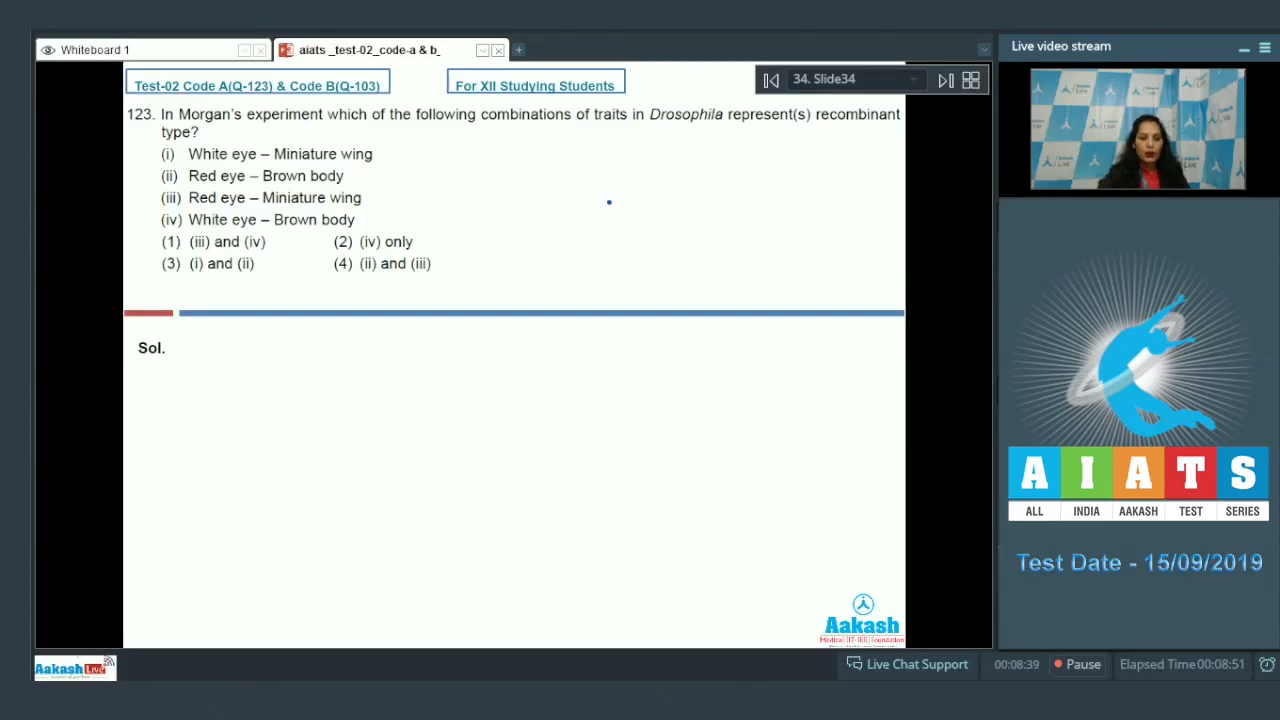 Whiteboard 1
aiats _test-02_code-a & b_
Live video stream
Test-02 Code A(Q-123) & Code B(Q-103)
For XII Studying Students
34. Slide34
123. In Morgan's experiment which of the following combinations of traits in Drosophila represent(s) recombinant
type?
(i) White eye – Miniature wing
(ii) Red eye – Brown body
(iii) Red eye – Miniature wing
(iv) White eye – Brown body
(1) (iii) and (iv) (2) (iv) only
(3) (i) and (ii) (4) (ii) and (iii)
Sol.
A I A T S
ALL INDIA AAKASH TEST SERIES
Test Date - 15/09/2019
Aakash
Medical|IIT-JEE|Foundations
Aakash Live
Live Chat Support
00:08:39
Pause
Elapsed Time 00:08:51